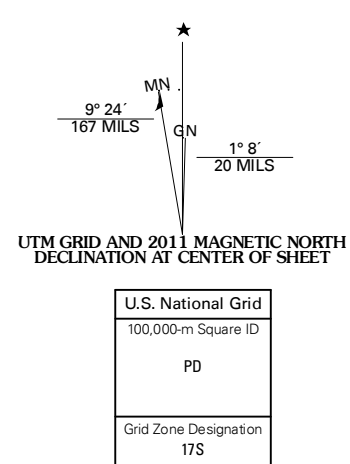 MN
9° 24´
167 MILS
GN
1° 8´
20 MILS
UTM GRID AND 2011 MAGNETIC NORTH
DECLINATION AT CENTER OF SHEET
U.S. National Grid
100,000-m Square ID
PD
Grid Zone Designation
17S